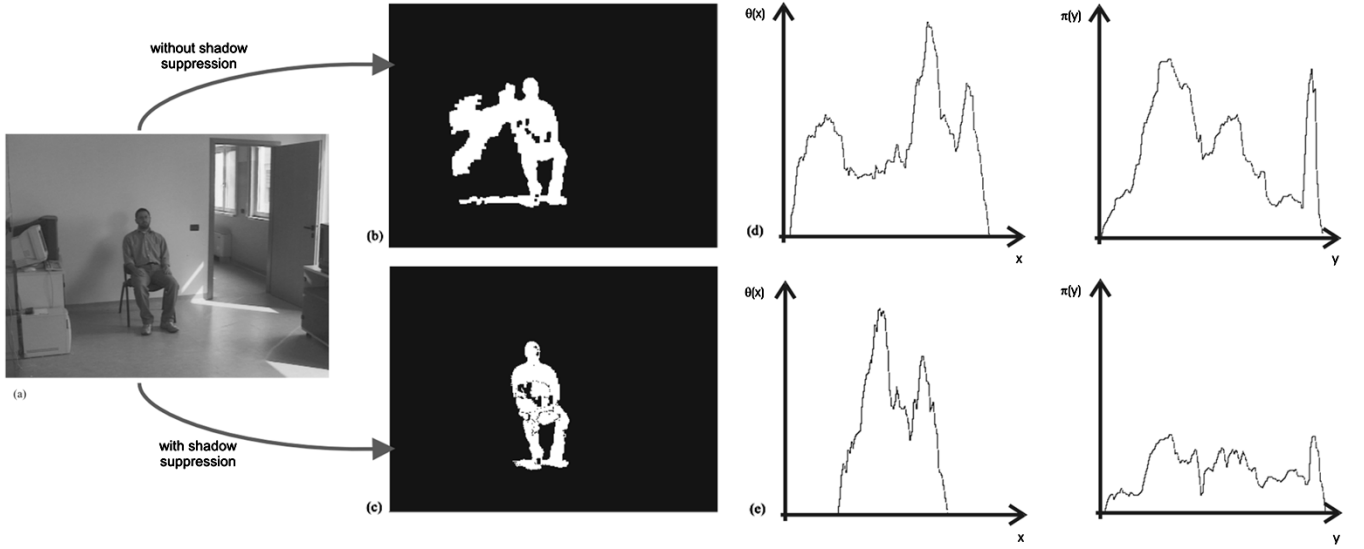 without shadow
suppression
(a)
with shadow
suppression
(b)
(c)
θ(x)
x
π(y)
y
(d)
θ(x)
x
π(y)
y
(e)